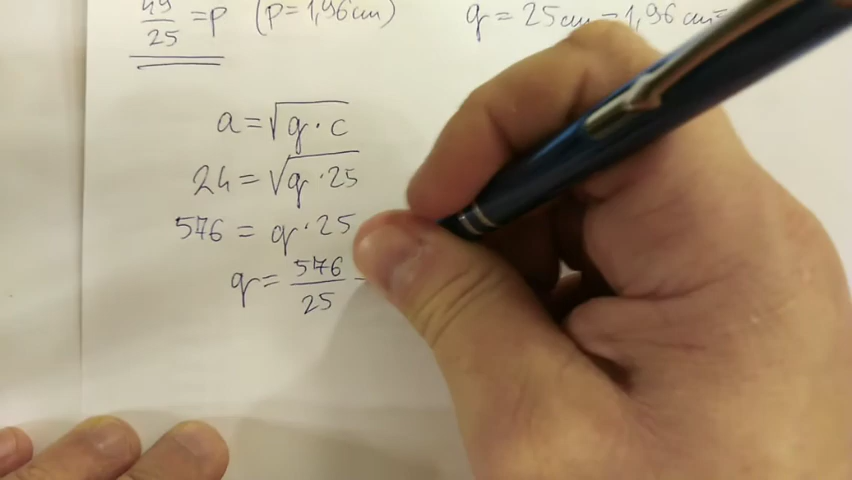 49/25 = p (p = 1,96 cm) q = 25 cm - 1,96 cm =
a = √q · c
24 = √q · 25
576 = q · 25
q = 576/25